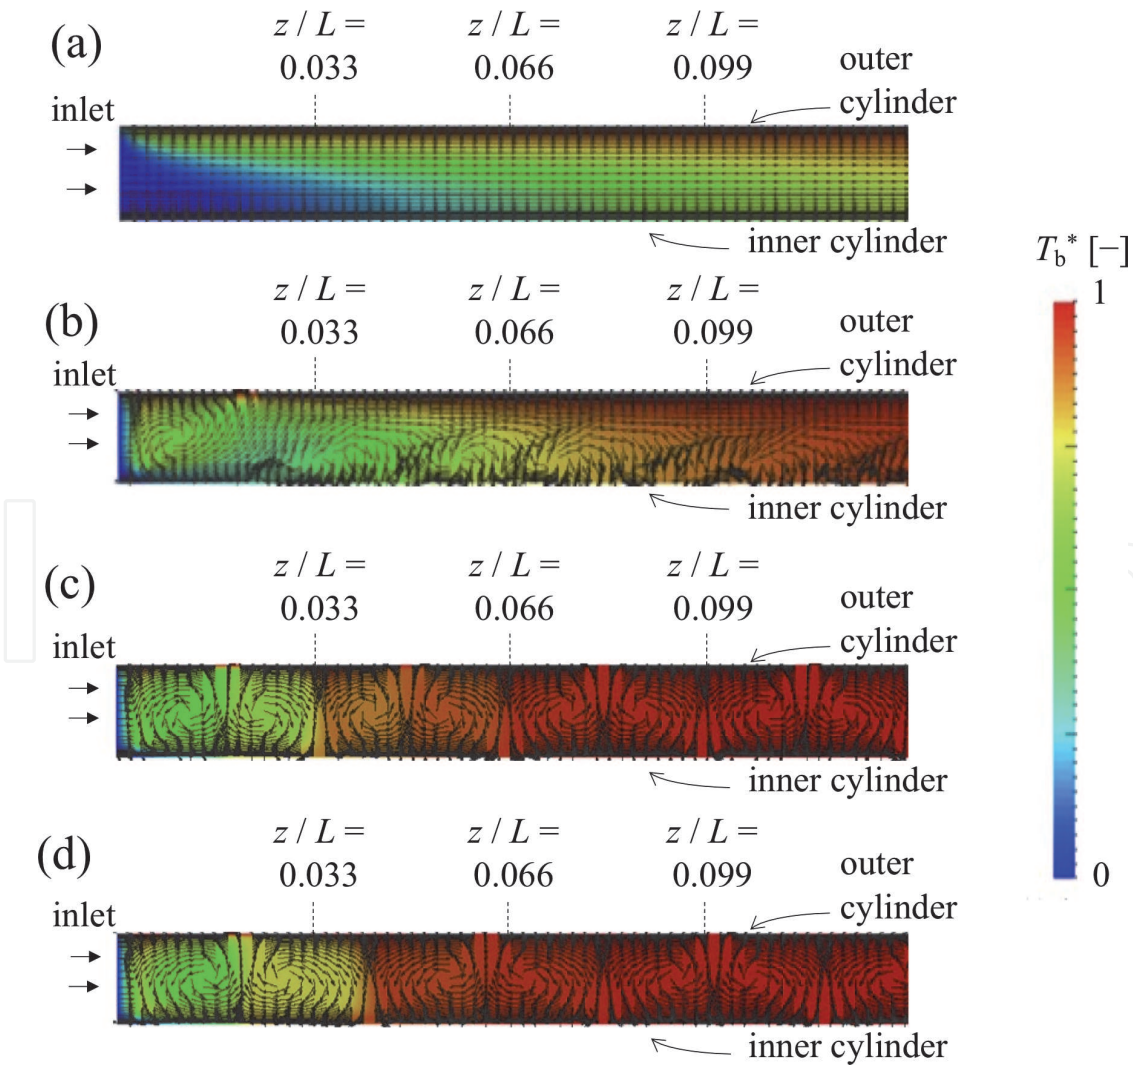 (a)
z / L =
0.033
z / L =
0.066
z / L =
0.099
outer
cylinder
inlet
inner cylinder
T_b* [−]
1
0
(b)
z / L =
0.033
z / L =
0.066
z / L =
0.099
outer
cylinder
inlet
inner cylinder
(c)
z / L =
0.033
z / L =
0.066
z / L =
0.099
outer
cylinder
inlet
inner cylinder
(d)
z / L =
0.033
z / L =
0.066
z / L =
0.099
outer
cylinder
inlet
inner cylinder